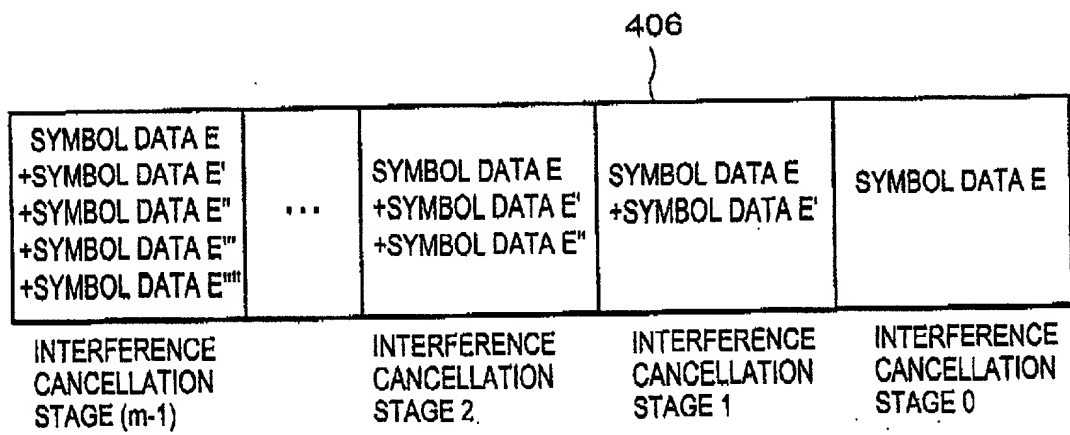 406
SYMBOL DATA E
+SYMBOL DATA E'
+SYMBOL DATA E"
+SYMBOL DATA E"'
+SYMBOL DATA E""
...
SYMBOL DATA E
+SYMBOL DATA E'
+SYMBOL DATA E"
SYMBOL DATA E
+SYMBOL DATA E'
SYMBOL DATA E
INTERFERENCE
CANCELLATION
STAGE (m-1)
INTERFERENCE
CANCELLATION
STAGE 2
INTERFERENCE
CANCELLATION
STAGE 1
INTERFERENCE
CANCELLATION
STAGE 0